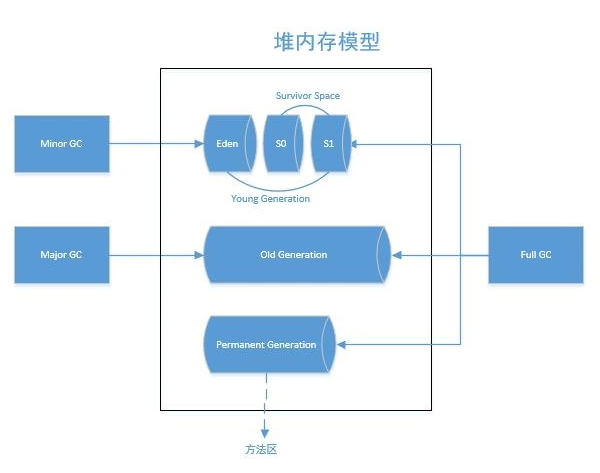 堆内存模型
Survivor Space
Minor GC
Eden
S0
S1
Young Generation
Major GC
Old Generation
Full GC
Permanent Generation
方法区